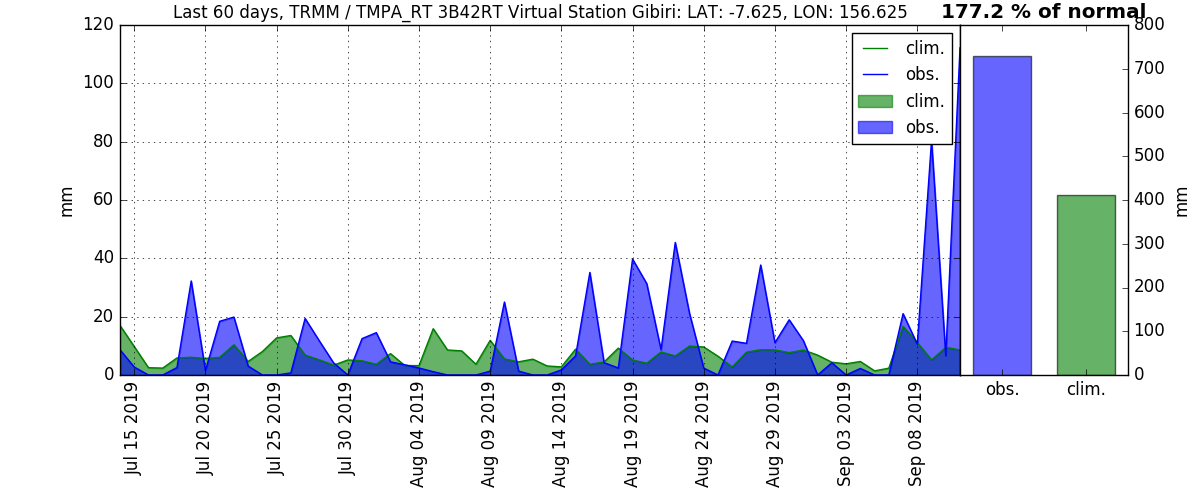 Last 60 days, TRMM / TMPA_RT 3B42RT Virtual Station Gibiri: LAT: -7.625, LON: 156.625
177.2 % of normal
120
100
80
60
40
20
0
mm
clim.
obs.
clim.
obs.
800
700
600
500
400
300
200
100
0
mm
Jul 15 2019
Jul 20 2019
Jul 25 2019
Jul 30 2019
Aug 04 2019
Aug 09 2019
Aug 14 2019
Aug 19 2019
Aug 24 2019
Aug 29 2019
Sep 03 2019
Sep 08 2019
obs.
clim.